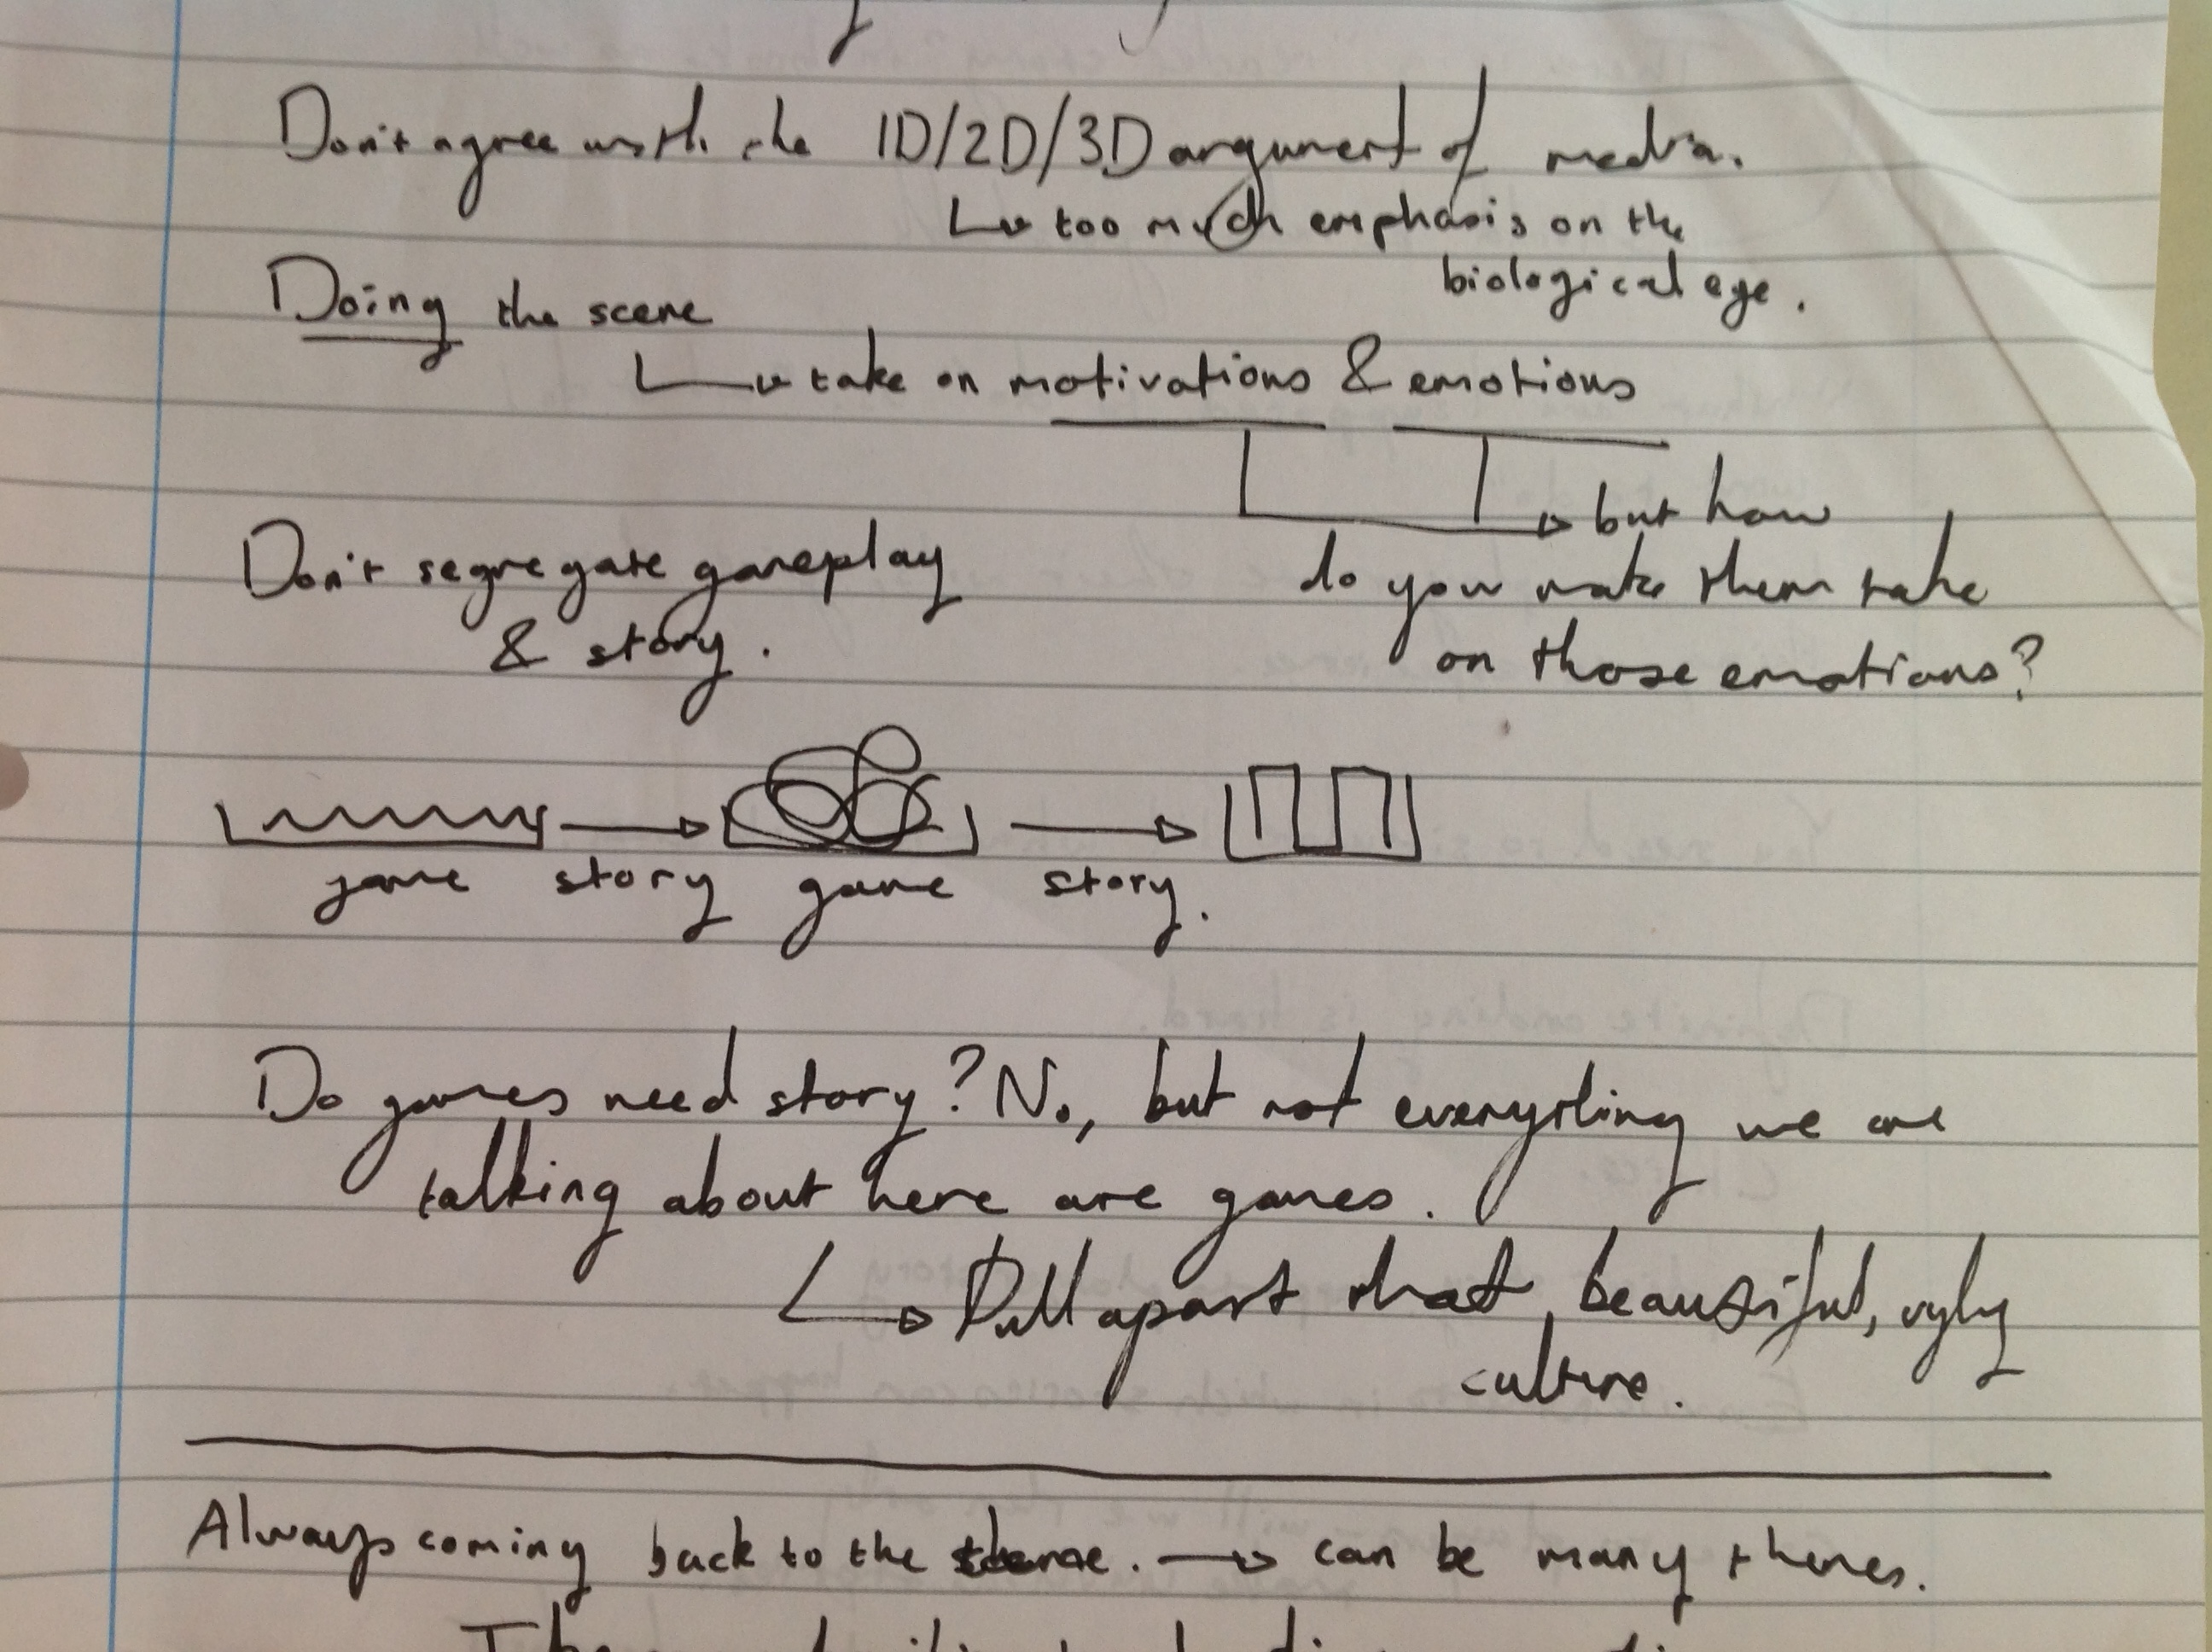 Don't agree with the 1D/2D/3D argument of media.
↳ too much emphasis on the
biological eye.
Doing the scene
↳ take on motivations & emotions
→ but how
do you make them take
on those emotions?
Don't segregate gameplay
& story.
game story game story.
Do games need story? No, but not everything we are
talking about here are games.
↳ Pull apart that, beautiful, ugly
culture.
Always coming back to the theme. → can be many themes.